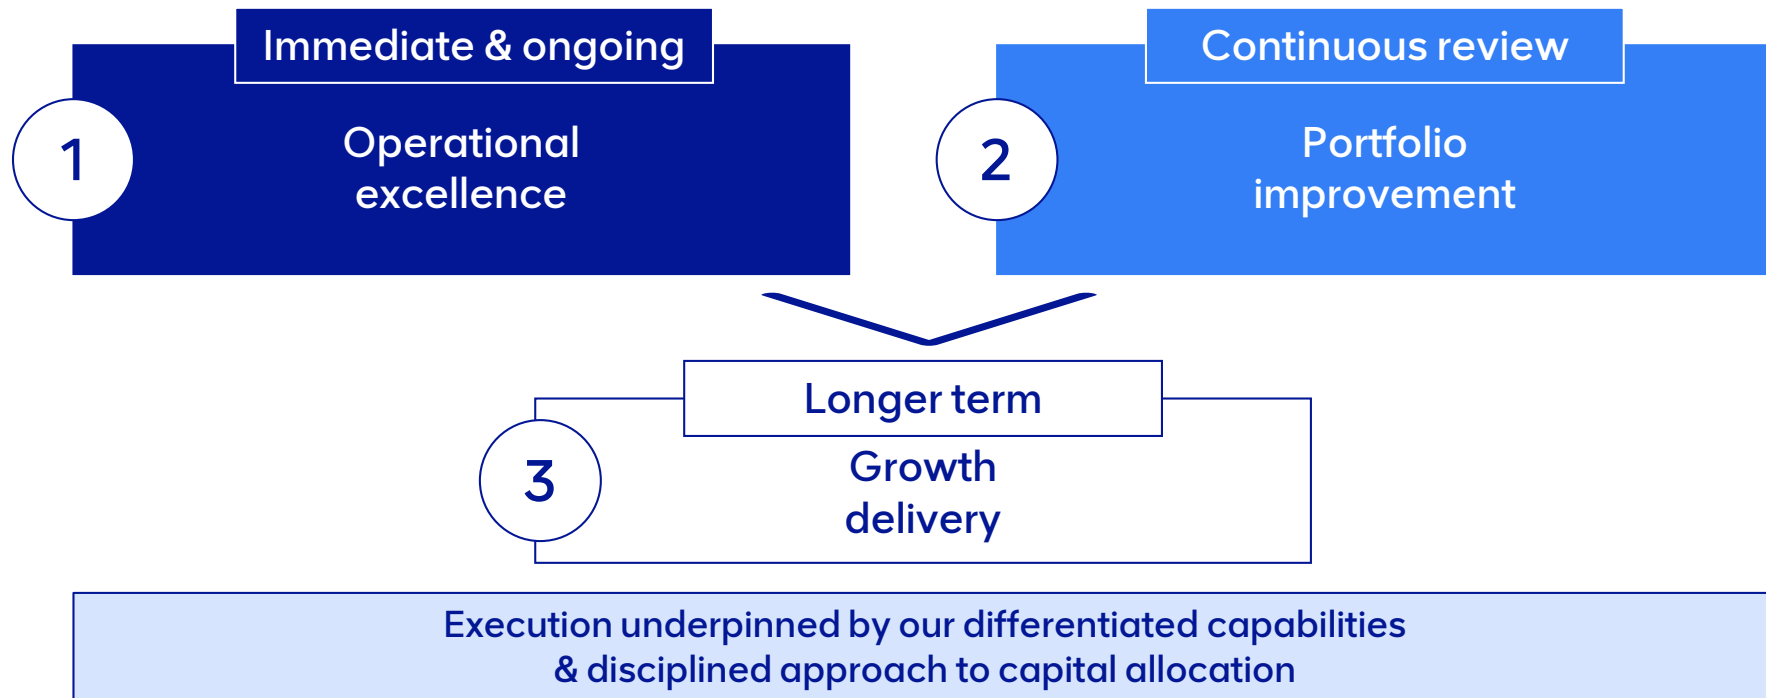 Immediate & ongoing
1
Operational
excellence
Continuous review
2
Portfolio
improvement
Longer term
3
Growth
delivery
Execution underpinned by our differentiated capabilities
& disciplined approach to capital allocation